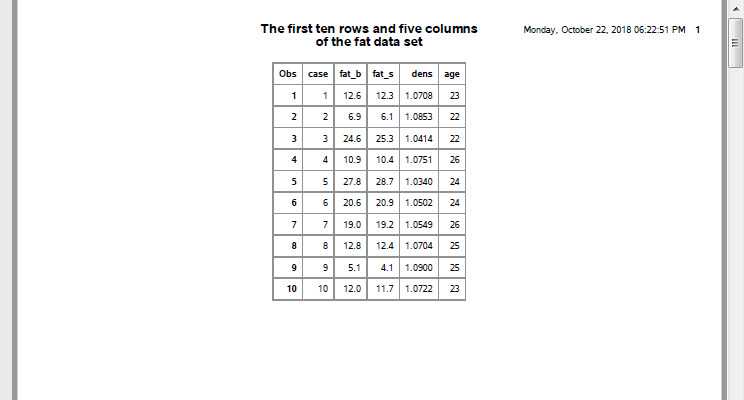 The first ten rows and five columns
of the fat data set
Monday, October 22, 2018 06:22:51 PM 1
Obs case fat_b fat_s dens age
1 1 12.6 12.3 1.0708 23
2 2 6.9 6.1 1.0853 22
3 3 24.6 25.3 1.0414 22
4 4 10.9 10.4 1.0751 26
5 5 27.8 28.7 1.0340 24
6 6 20.6 20.9 1.0502 24
7 7 19.0 19.2 1.0549 26
8 8 12.8 12.4 1.0704 25
9 9 5.1 4.1 1.0900 25
10 10 12.0 11.7 1.0722 23